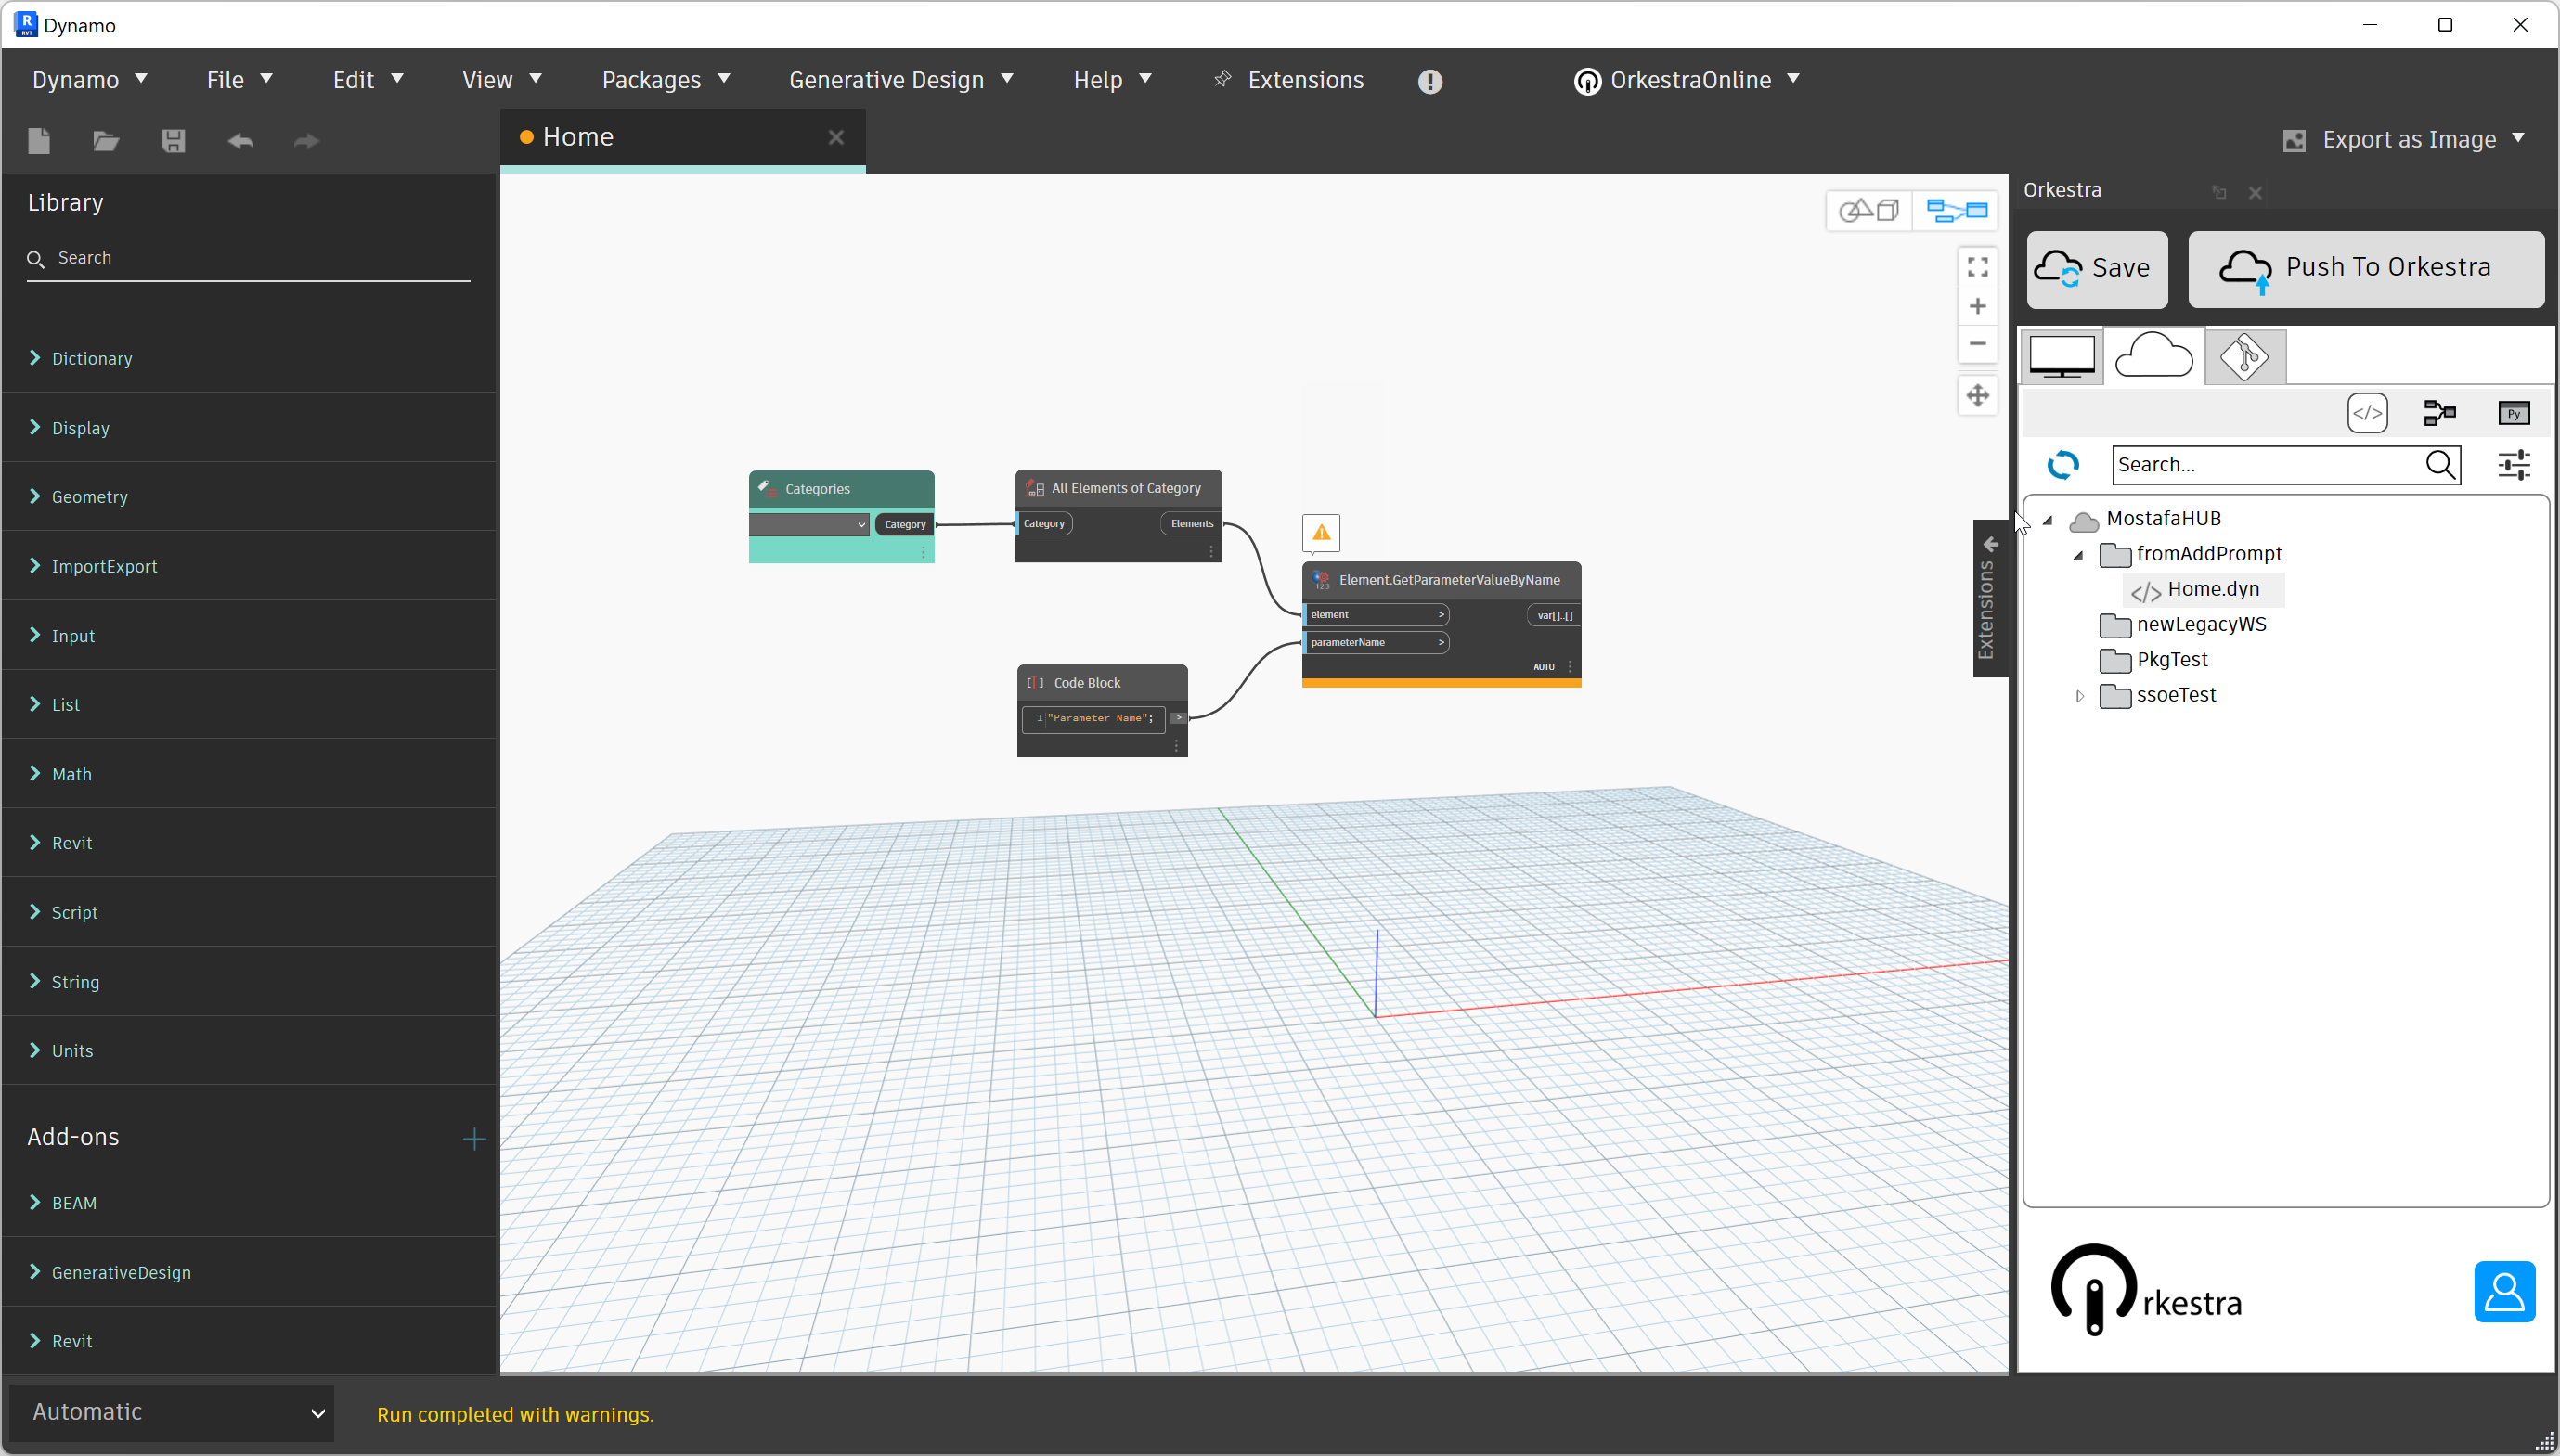 Dynamo
Dynamo File Edit View Packages Generative Design Help Extensions OrkestraOnline
Home
Export as Image
Library
Search
Dictionary
Display
Geometry
ImportExport
Input
List
Math
Revit
Script
String
Units
Add-ons
BEAM
GenerativeDesign
Revit
Automatic
Run completed with warnings.
Categories
Category
All Elements of Category
Category Elements
Element.GetParameterValueByName
element > var[]..[]
parameterName >
AUTO
Code Block
1 "Parameter Name"; >
Extensions
Orkestra
Save Push To Orkestra
</> Py
Search...
MostafaHUB
fromAddPrompt
</> Home.dyn
newLegacyWS
PkgTest
ssoeTest
rkestra